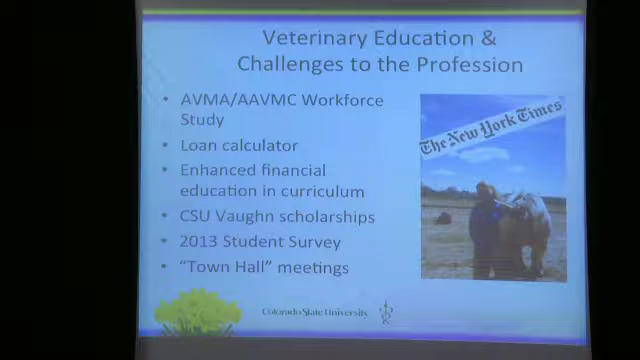 Veterinary Education &
Challenges to the Profession
• AVMA/AAVMC Workforce
Study
• Loan calculator
• Enhanced financial
education in curriculum
• CSU Vaughn scholarships
• 2013 Student Survey
• “Town Hall” meetings
The New York Times
Colorado State University